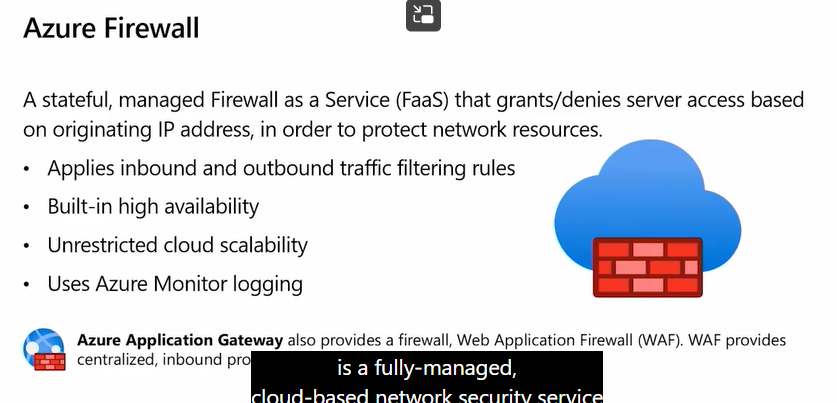 Azure Firewall
A stateful, managed Firewall as a Service (FaaS) that grants/denies server access based
on originating IP address, in order to protect network resources.
• Applies inbound and outbound traffic filtering rules
• Built-in high availability
• Unrestricted cloud scalability
• Uses Azure Monitor logging
Azure Application Gateway also provides a firewall, Web Application Firewall (WAF). WAF provides
centralized, inbound
is a fully-managed,
cloud-based network security service